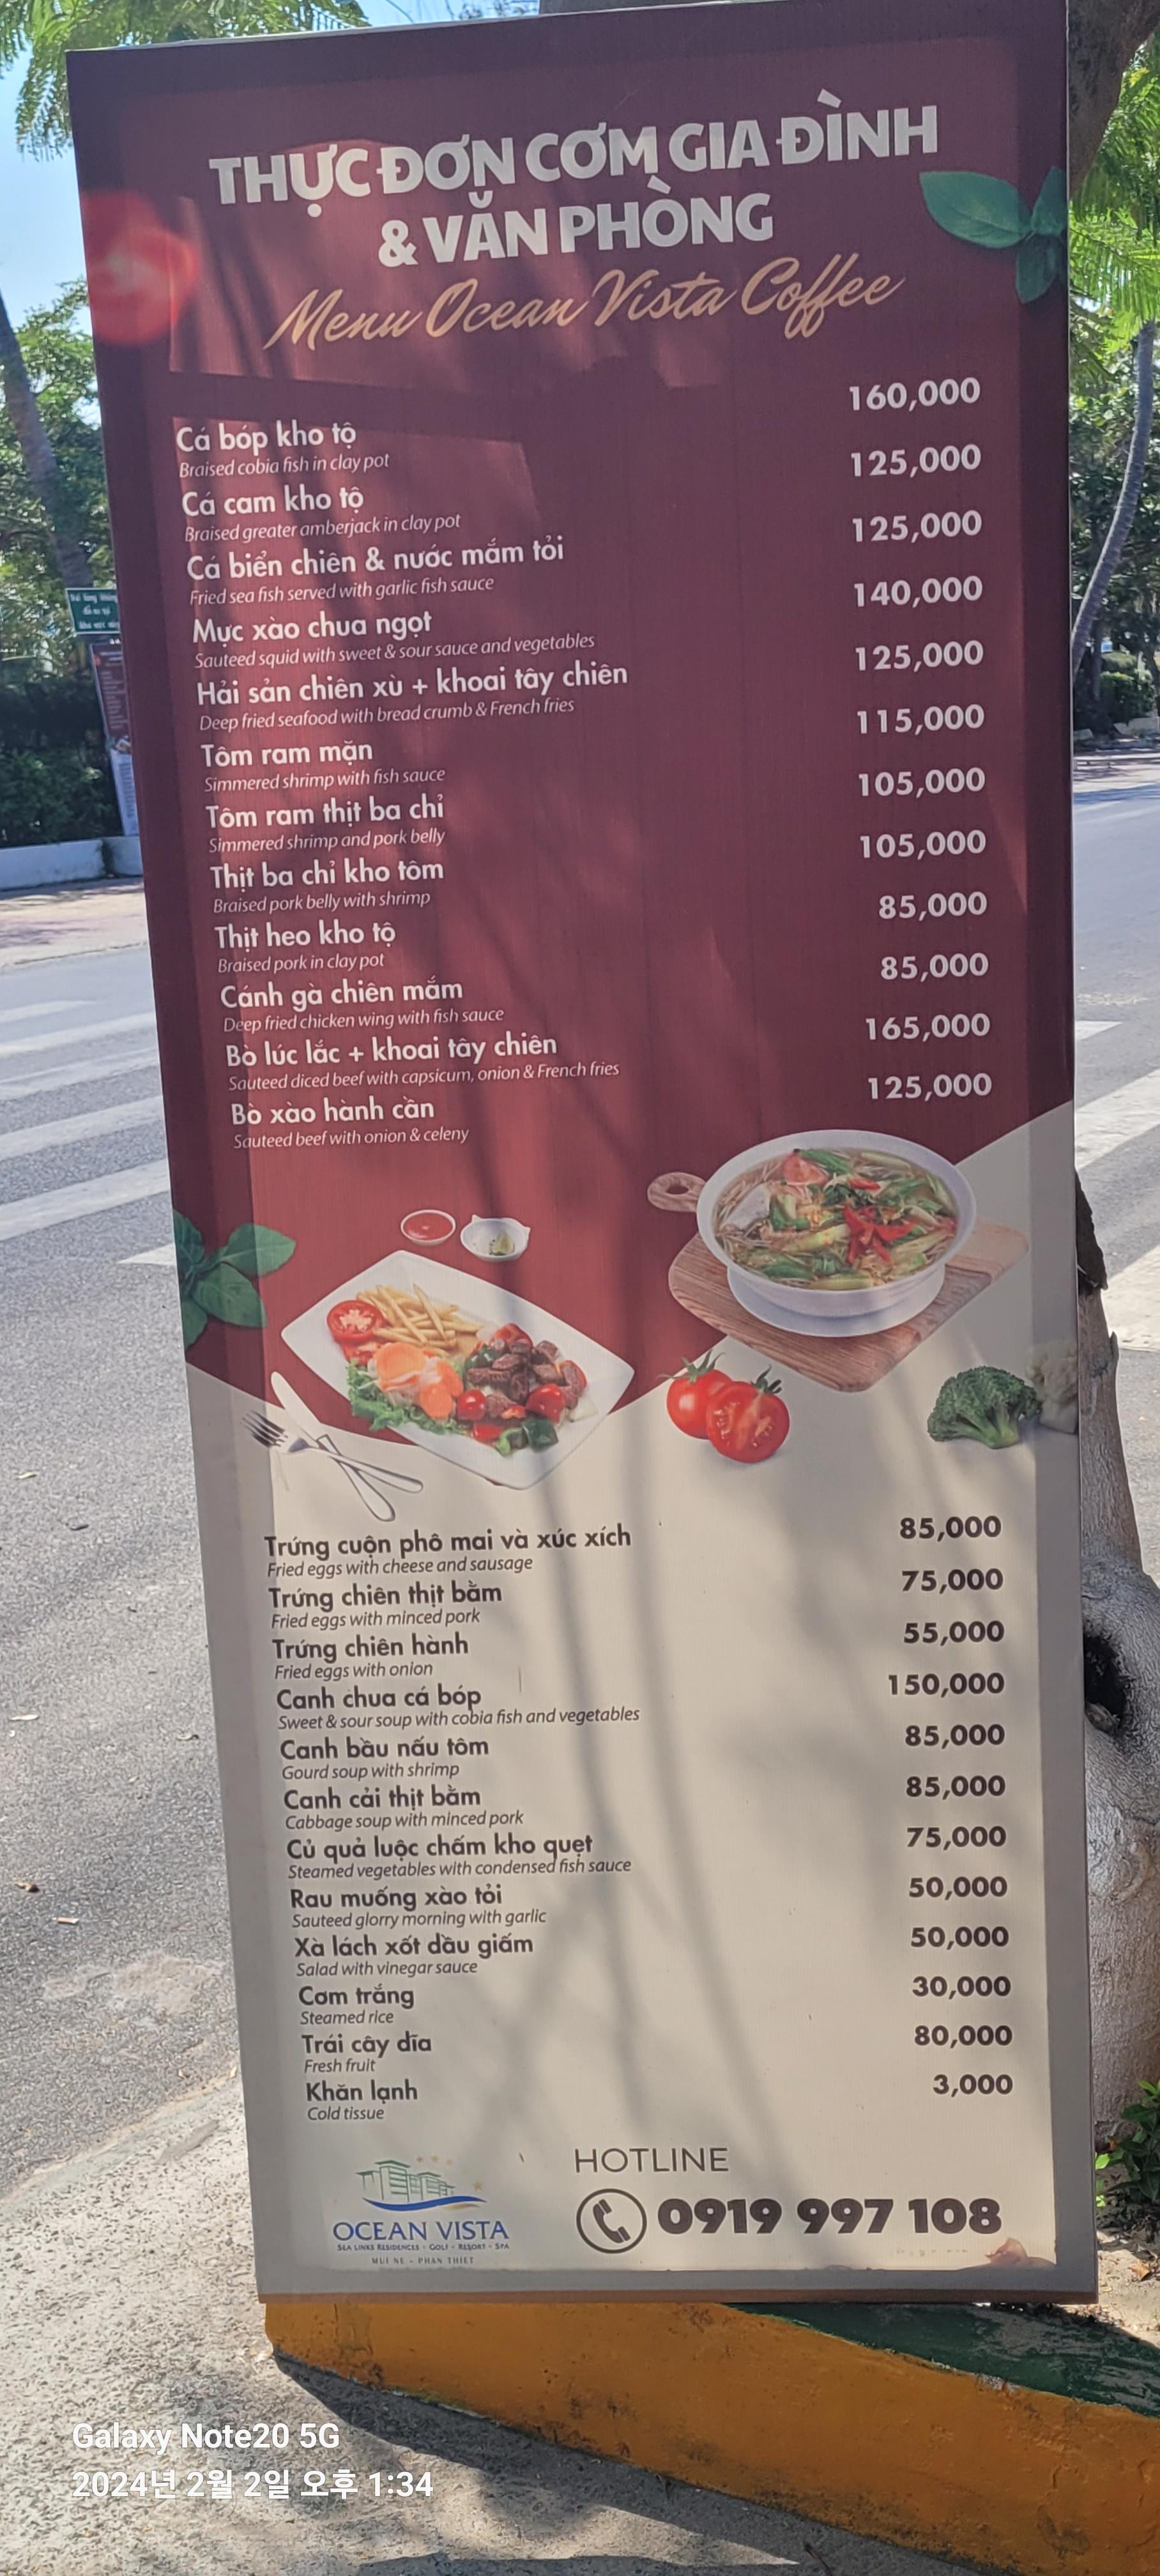 THỰC ĐƠN CƠM GIA ĐÌNH
& VĂN PHÒNG
Menu Ocean Vista Coffee
Cá bóp kho tộ 160,000
Braised cobia fish in clay pot
Cá cam kho tộ 125,000
Braised greater amberjack in clay pot
Cá biển chiên & nước mắm tỏi 125,000
Fried sea fish served with garlic fish sauce
Mực xào chua ngọt 140,000
Sauteed squid with sweet & sour sauce and vegetables
Hải sản chiên xù + khoai tây chiên 125,000
Deep fried seafood with bread crumb & French fries
Tôm ram mặn 115,000
Simmered shrimp with fish sauce
Tôm ram thịt ba chỉ 105,000
Simmered shrimp and pork belly
Thịt ba chỉ kho tôm 105,000
Braised pork belly with shrimp
Thịt heo kho tộ 85,000
Braised pork in clay pot
Cánh gà chiên mắm 85,000
Deep fried chicken wing with fish sauce
Bò lúc lắc + khoai tây chiên 165,000
Sauteed diced beef with capsicum, onion & French fries
Bò xào hành cần 125,000
Sauteed beef with onion & celeny
Trứng cuộn phô mai và xúc xích 85,000
Fried eggs with cheese and sausage
Trứng chiên thịt bằm 75,000
Fried eggs with minced pork
Trứng chiên hành 55,000
Fried eggs with onion
Canh chua cá bóp 150,000
Sweet & sour soup with cobia fish and vegetables
Canh bầu nấu tôm 85,000
Gourd soup with shrimp
Canh cải thịt bằm 85,000
Cabbage soup with minced pork
Củ quả luộc chấm kho quẹt 75,000
Steamed vegetables with condensed fish sauce
Rau muống xào tỏi 50,000
Sauteed glorry morning with garlic
Xà lách xốt dầu giấm 50,000
Salad with vinegar sauce
Cơm trắng 30,000
Steamed rice
Trái cây dĩa 80,000
Fresh fruit
Khăn lạnh 3,000
Cold tissue
HOTLINE
0919 997 108
OCEAN VISTA
SEA LINKS RESIDENCES - GOLF - RESORT - SPA
MUI NE - PHAN THIET
Galaxy Note20 5G
2024년 2월 2일 오후 1:34